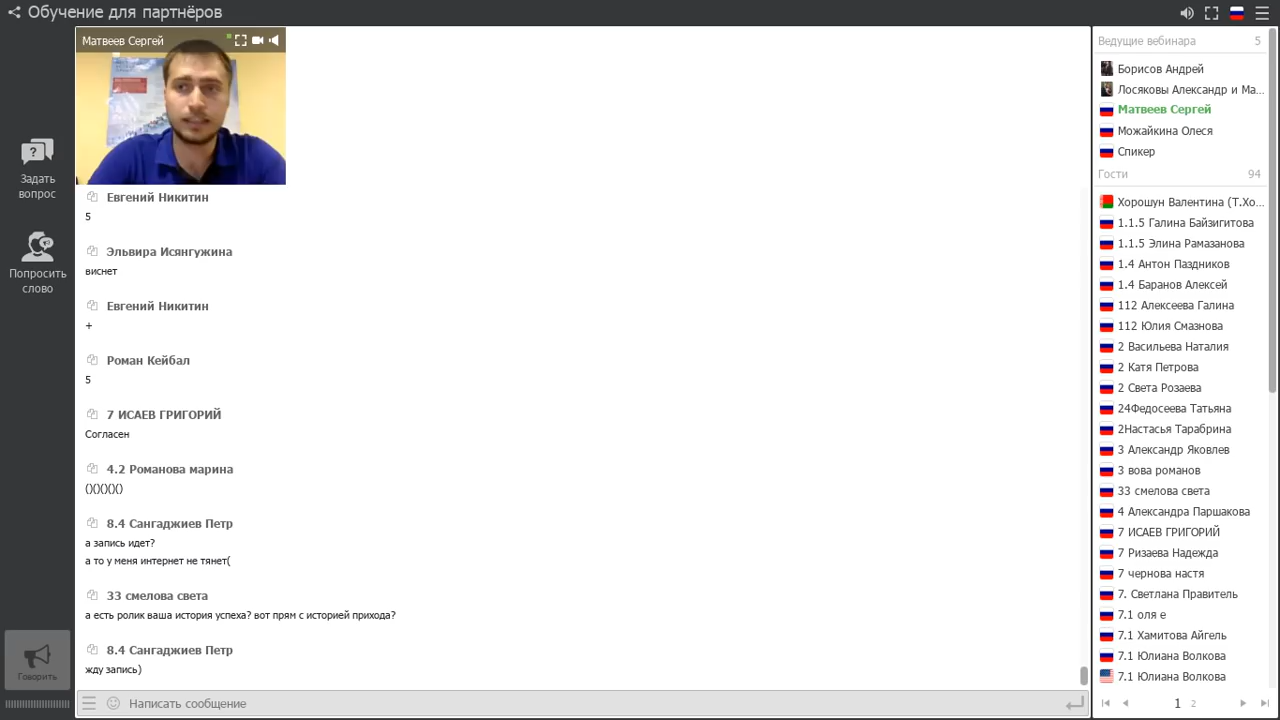 Обучение для партнёров
Матвеев Сергей
Задать
вопрос
Попросить
слово
Говорить
Евгений Никитин
5
Эльвира Исянгужина
виснет
Евгений Никитин
+
Роман Кейбал
5
7 ИСАЕВ ГРИГОРИЙ
Согласен
4.2 Романова марина
()()()()()
8.4 Сангаджиев Петр
а запись идет?
а то у меня интернет не тянет(
33 смелова света
а есть ролик ваша история успеха? вот прям с историей прихода?
8.4 Сангаджиев Петр
жду запись)
Написать сообщение
Ведущие вебинара 5
Борисов Андрей
Лосяковы Александр и Ма...
Матвеев Сергей
Можайкина Олеся
Спикер
Гости 94
Хорошун Валентина (Т.Хо...
1.1.5 Галина Байзигитова
1.1.5 Элина Рамазанова
1.4 Антон Паздников
1.4 Баранов Алексей
112 Алексеева Галина
112 Юлия Смазнова
2 Васильева Наталия
2 Катя Петрова
2 Света Розаева
24Федосеева Татьяна
2Настасья Тарабрина
3 Александр Яковлев
3 вова романов
33 смелова света
4 Александра Паршакова
7 ИСАЕВ ГРИГОРИЙ
7 Ризаева Надежда
7 чернова настя
7. Светлана Правитель
7.1 оля е
7.1 Хамитова Айгель
7.1 Юлиана Волкова
7.1 Юлиана Волкова
1 2